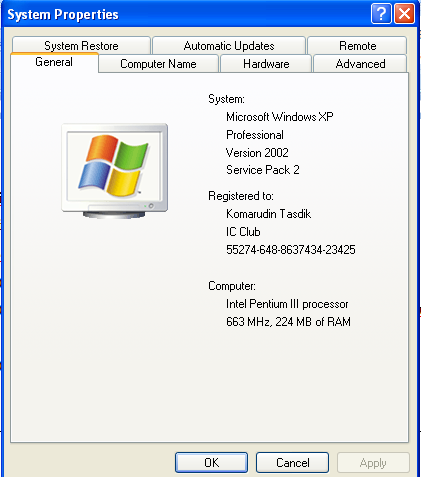 System Properties
System Restore
Automatic Updates
Remote
General
Computer Name
Hardware
Advanced
System:
Microsoft Windows XP
Professional
Version 2002
Service Pack 2
Registered to:
Komarudin Tasdik
IC Club
55274-648-8637434-23425
Computer:
Intel Pentium III processor
663 MHz, 224 MB of RAM
OK
Cancel
Apply